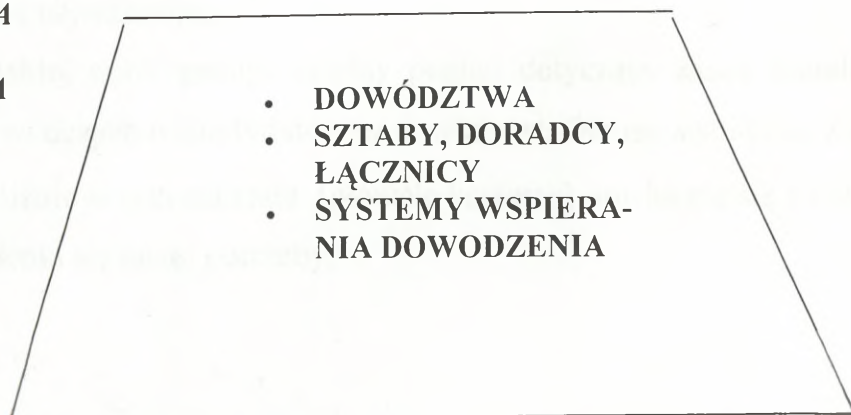 • DOWÓDZTWA
• SZTABY, DORADCY,
ŁĄCZNICY
• SYSTEMY WSPIERA-
NIA DOWODZENIA